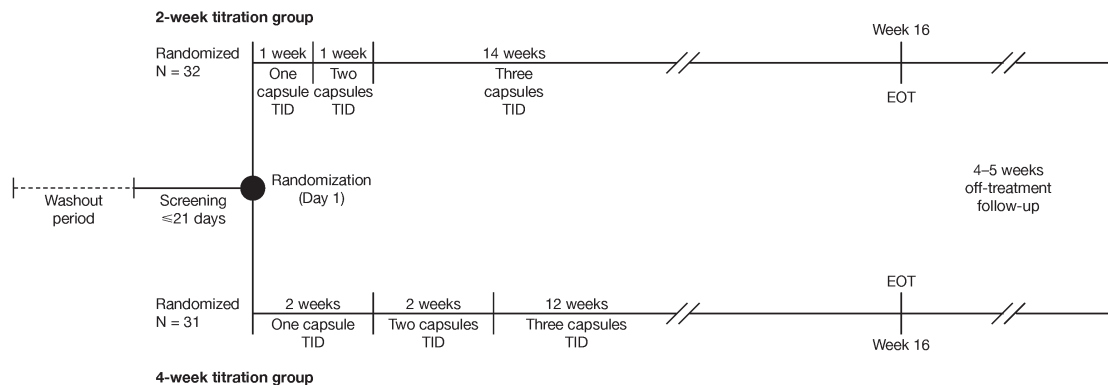 2-week titration group
Randomized
N = 32
1 week
One
capsule
TID
1 week
Two
capsules
TID
14 weeks
Three
capsules
TID
Week 16
EOT
Washout
period
Screening
≤21 days
Randomization
(Day 1)
4–5 weeks
off-treatment
follow-up
Randomized
N = 31
2 weeks
One capsule
TID
2 weeks
Two capsules
TID
12 weeks
Three capsules
TID
EOT
Week 16
4-week titration group